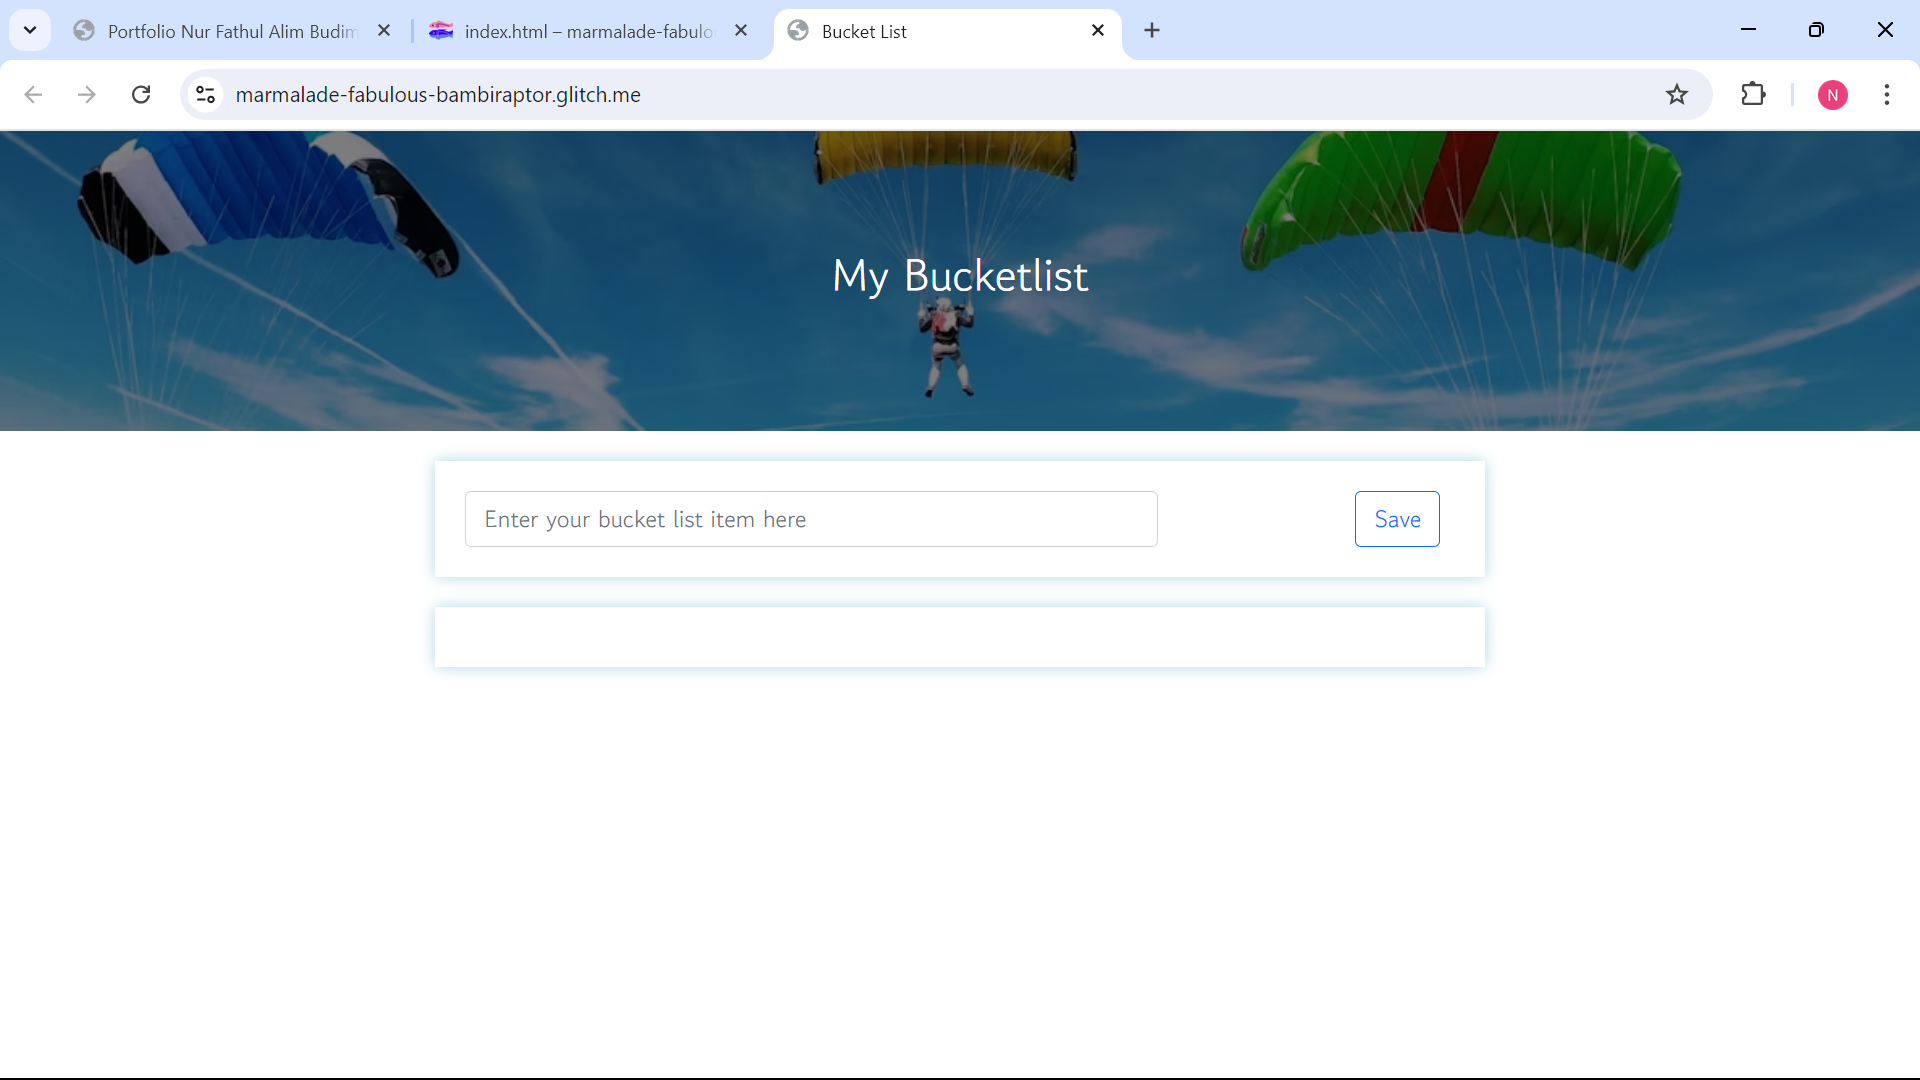 Portfolio Nur Fathul Alim Budim
index.html – marmalade-fabulo
Bucket List
marmalade-fabulous-bambiraptor.glitch.me
N
My Bucketlist
Enter your bucket list item here
Save